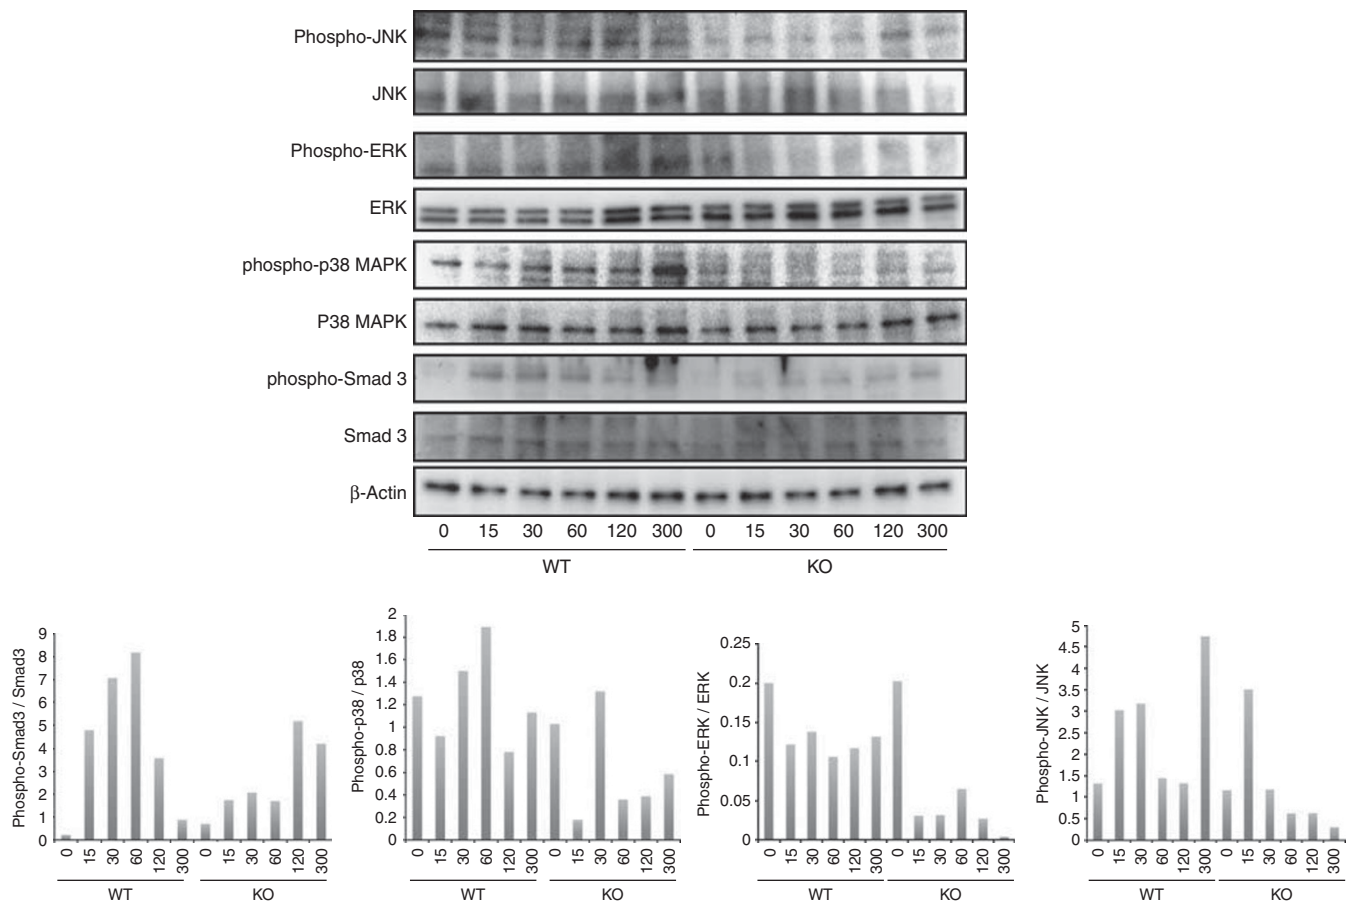 Phospho-JNK
JNK
Phospho-ERK
ERK
phospho-p38 MAPK
P38 MAPK
phospho-Smad 3
Smad 3
β-Actin
0 15 30 60 120 300 0 15 30 60 120 300
WT KO
Phospho-Smad3 / Smad3
9
8
7
6
5
4
3
2
1
0
0 15 30 60 120 300 0 15 30 60 120 300
WT KO
Phospho-p38 / p38
2
1.8
1.6
1.4
1.2
1
0.8
0.6
0.4
0.2
0
0 15 30 60 120 300 0 15 30 60 120 300
WT KO
Phospho-ERK / ERK
0.25
0.2
0.15
0.1
0.05
0
0 15 30 60 120 300 0 15 30 60 120 300
WT KO
Phospho-JNK / JNK
5
4.5
4
3.5
3
2.5
2
1.5
1
0.5
0
0 15 30 60 120 300 0 15 30 60 120 300
WT KO